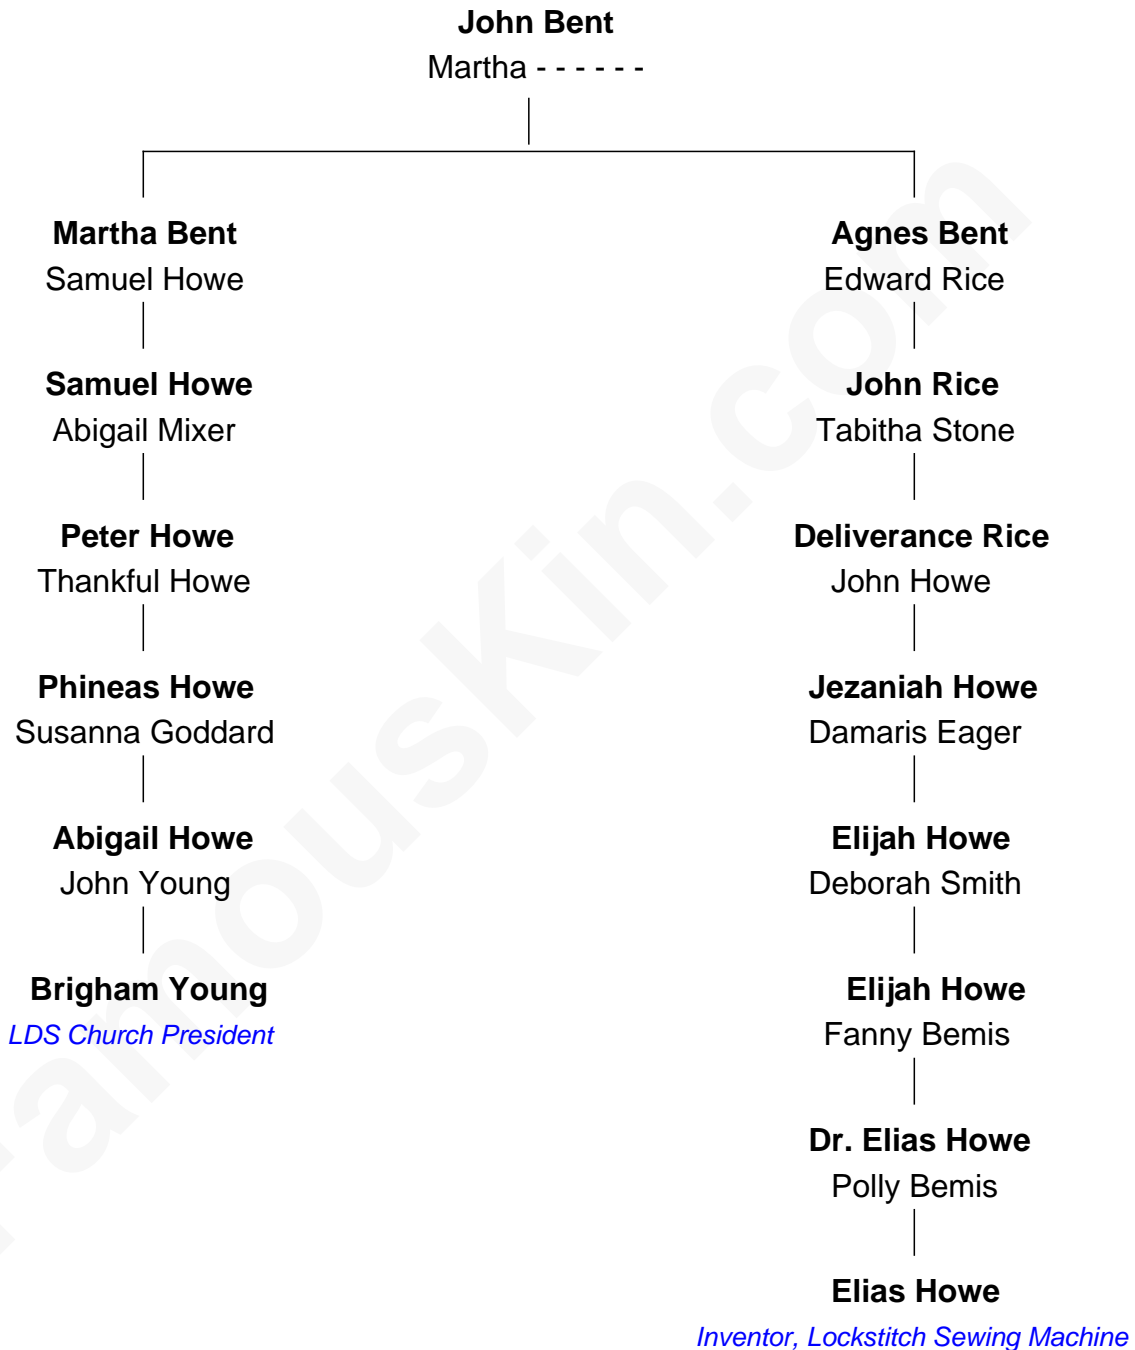 John Bent
Martha - - - - - -
Martha Bent
Samuel Howe
Samuel Howe
Abigail Mixer
Peter Howe
Thankful Howe
Phineas Howe
Susanna Goddard
Abigail Howe
John Young
Brigham Young
LDS Church President
Agnes Bent
Edward Rice
John Rice
Tabitha Stone
Deliverance Rice
John Howe
Jezaniah Howe
Damaris Eager
Elijah Howe
Deborah Smith
Elijah Howe
Fanny Bemis
Dr. Elias Howe
Polly Bemis
Elias Howe
Inventor, Lockstitch Sewing Machine
FamousKin.com